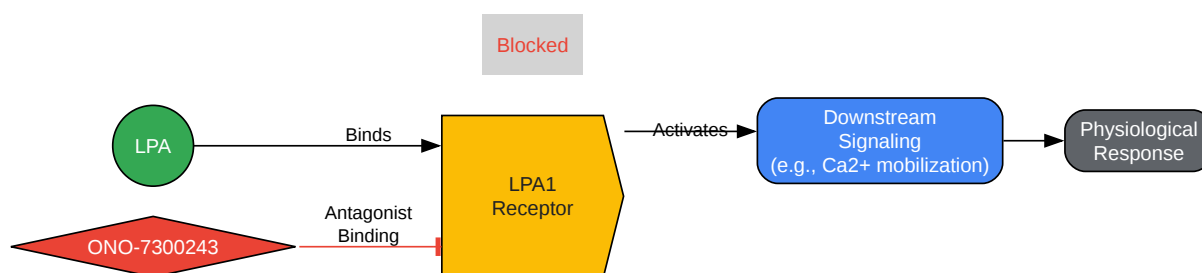 Blocked
LPA
Binds
Activates
Downstream
Signaling
(e.g., Ca2+ mobilization)
Physiological
Response
LPA1
Receptor
ONO-7300243
Antagonist
Binding